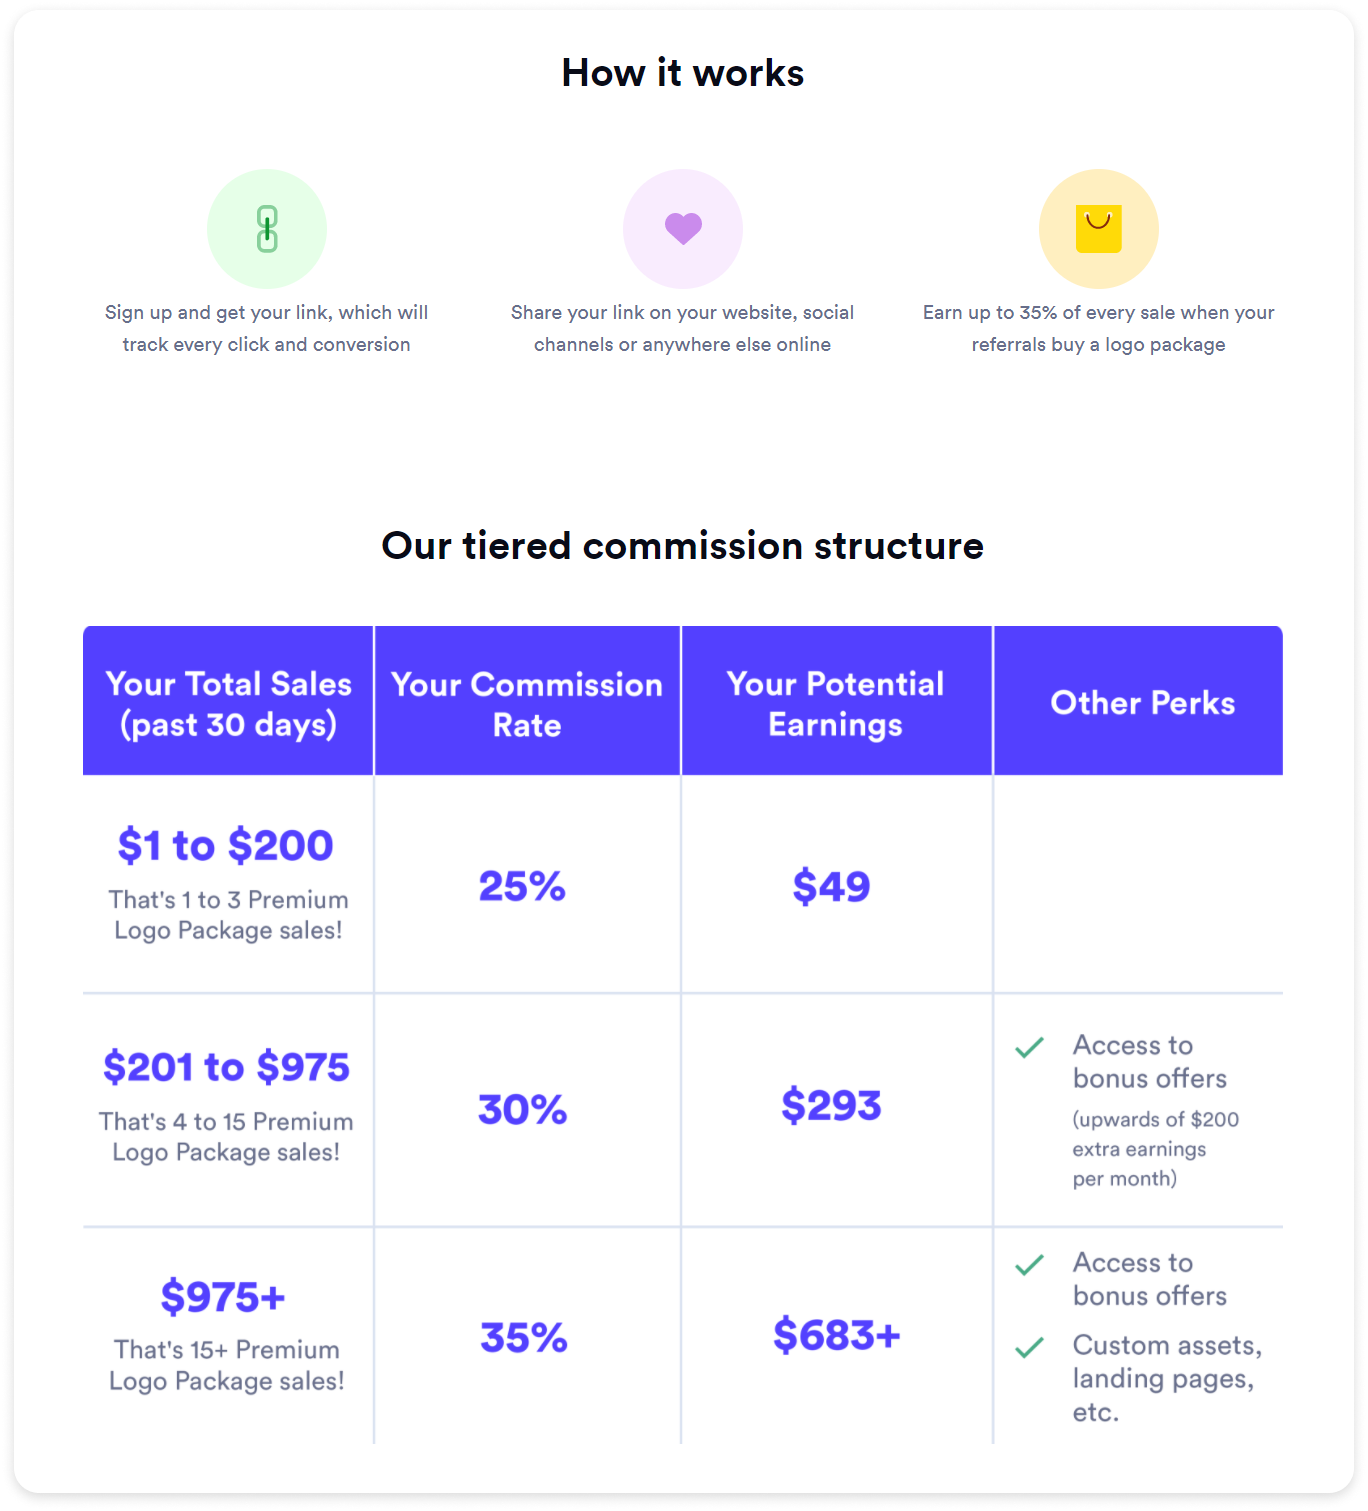 How it works
Sign up and get your link, which will
track every click and conversion
Share your link on your website, social
channels or anywhere else online
Earn up to 35% of every sale when your
referrals buy a logo package
Our tiered commission structure
Your Total Sales
(past 30 days)
Your Commission
Rate
Your Potential
Earnings
Other Perks
$1 to $200
That's 1 to 3 Premium
Logo Package sales!
25%
$49
$201 to $975
That's 4 to 15 Premium
Logo Package sales!
30%
$293
Access to
bonus offers
(upwards of $200
extra earnings
per month)
$975+
That's 15+ Premium
Logo Package sales!
35%
$683+
Access to
bonus offers
Custom assets,
landing pages,
etc.